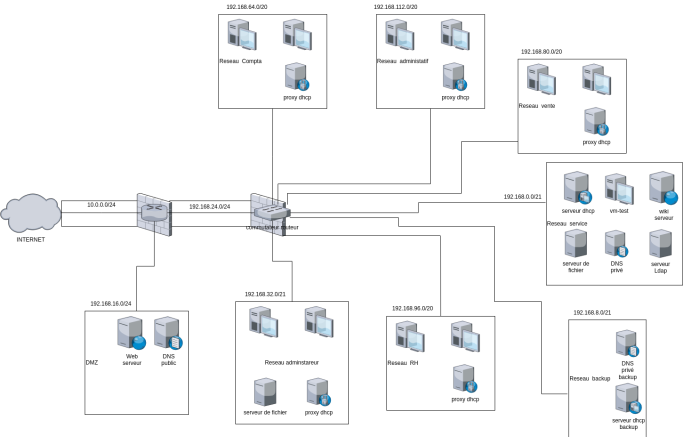 192.168.64.0/20
Reseau Compta
proxy dhcp
192.168.112.0/20
Reseau administatif
proxy dhcp
192.168.80.0/20
Reseau vente
proxy dhcp
192.168.0.0/21
serveur dhcp
vm-test
wiki
serveur
Reseau service
serveur de
fichier
DNS
privé
serveur
Ldap
INTERNET
10.0.0.0/24
192.168.24.0/24
commutateur routeur
192.168.16.0/24
DMZ
Web
serveur
DNS
public
192.168.32.0/21
Reseau adminstareur
serveur de fichier
proxy dhcp
192.168.96.0/20
Reseau RH
proxy dhcp
192.168.8.0/21
Reseau backup
DNS
privé
backup
serveur dhcp
backup